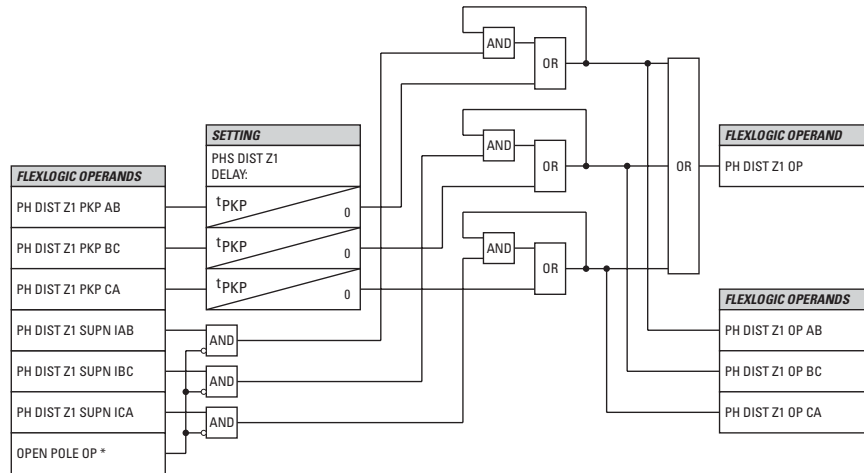 FLEXLOGIC OPERANDS
PH DIST Z1 PKP AB
PH DIST Z1 PKP BC
PH DIST Z1 PKP CA
PH DIST Z1 SUPN IAB
PH DIST Z1 SUPN IBC
PH DIST Z1 SUPN ICA
OPEN POLE OP *
SETTING
PHS DIST Z1
DELAY:
tPKP
0
tPKP
0
tPKP
0
AND
AND
AND
AND
OR
AND
OR
AND
OR
OR
FLEXLOGIC OPERAND
PH DIST Z1 OP
FLEXLOGIC OPERANDS
PH DIST Z1 OP AB
PH DIST Z1 OP BC
PH DIST Z1 OP CA